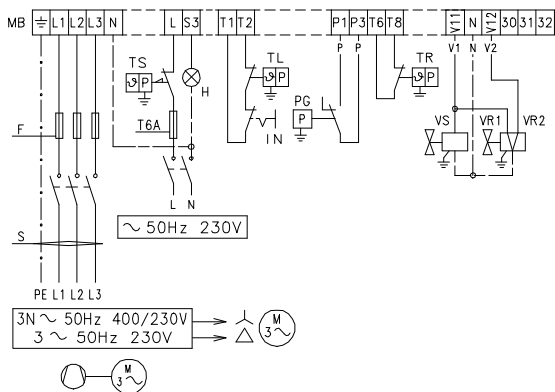 MB ⏚ L1 L2 L3 N L S3 T1 T2 P1 P3 T6 T8 V11 N V12 30 31 32
P P V1 N V2
TS ϑ P H
TL ϑ P
TR ϑ P
F T6A
PG P
IN
VS VR1 VR2
L N
S
∼ 50Hz 230V
PE L1 L2 L3
3N ∼ 50Hz 400/230V
3 ∼ 50Hz 230V
M
3∼
M
3∼